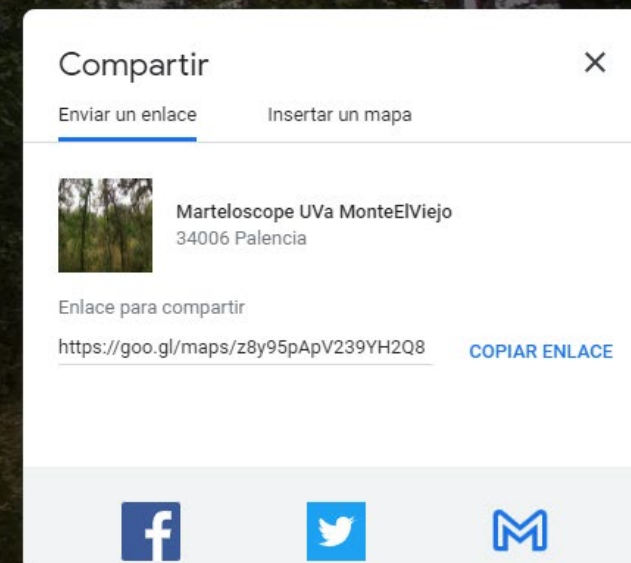 Compartir
Enviar un enlace Insertar un mapa
Marteloscope UVa MonteElViejo
34006 Palencia
Enlace para compartir
https://goo.gl/maps/z8y95pApV239YH2Q8 COPIAR ENLACE